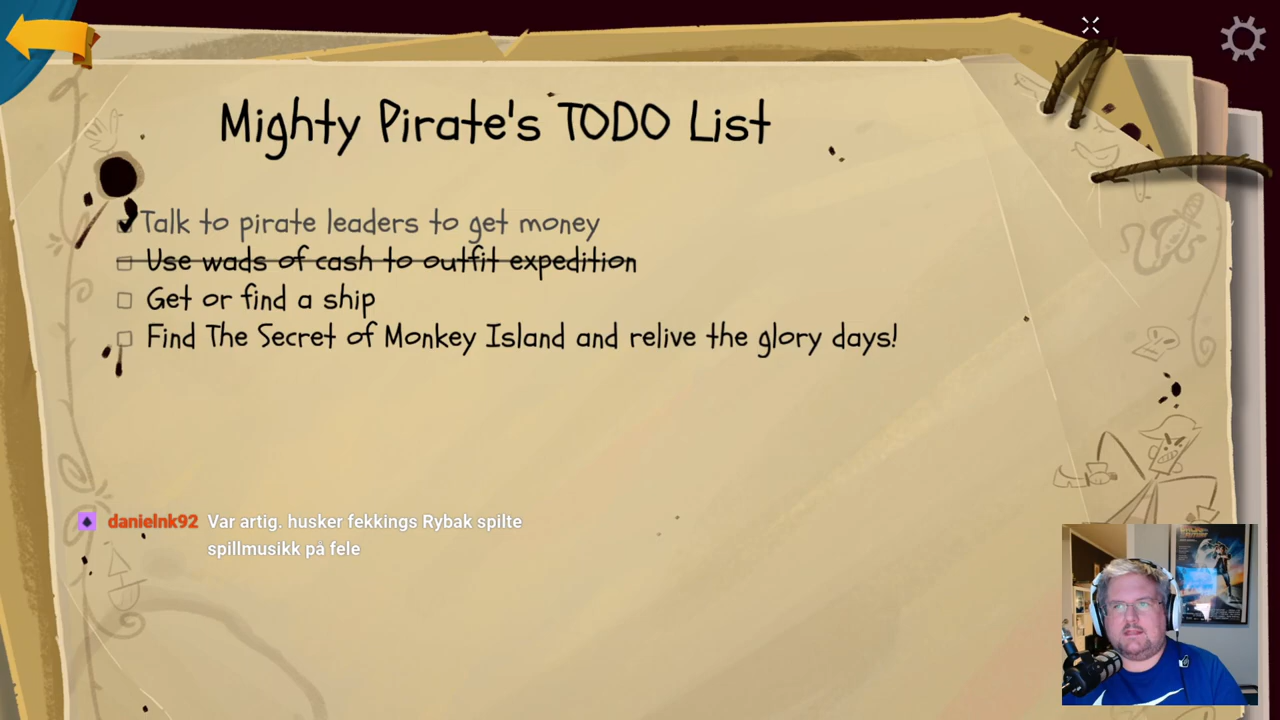 Mighty Pirate's TODO List
Talk to pirate leaders to get money
Use wads of cash to outfit expedition
Get or find a ship
Find The Secret of Monkey Island and relive the glory days!
danielnk92 Var artig. husker fekkings Rybak spilte
spillmusikk på fele